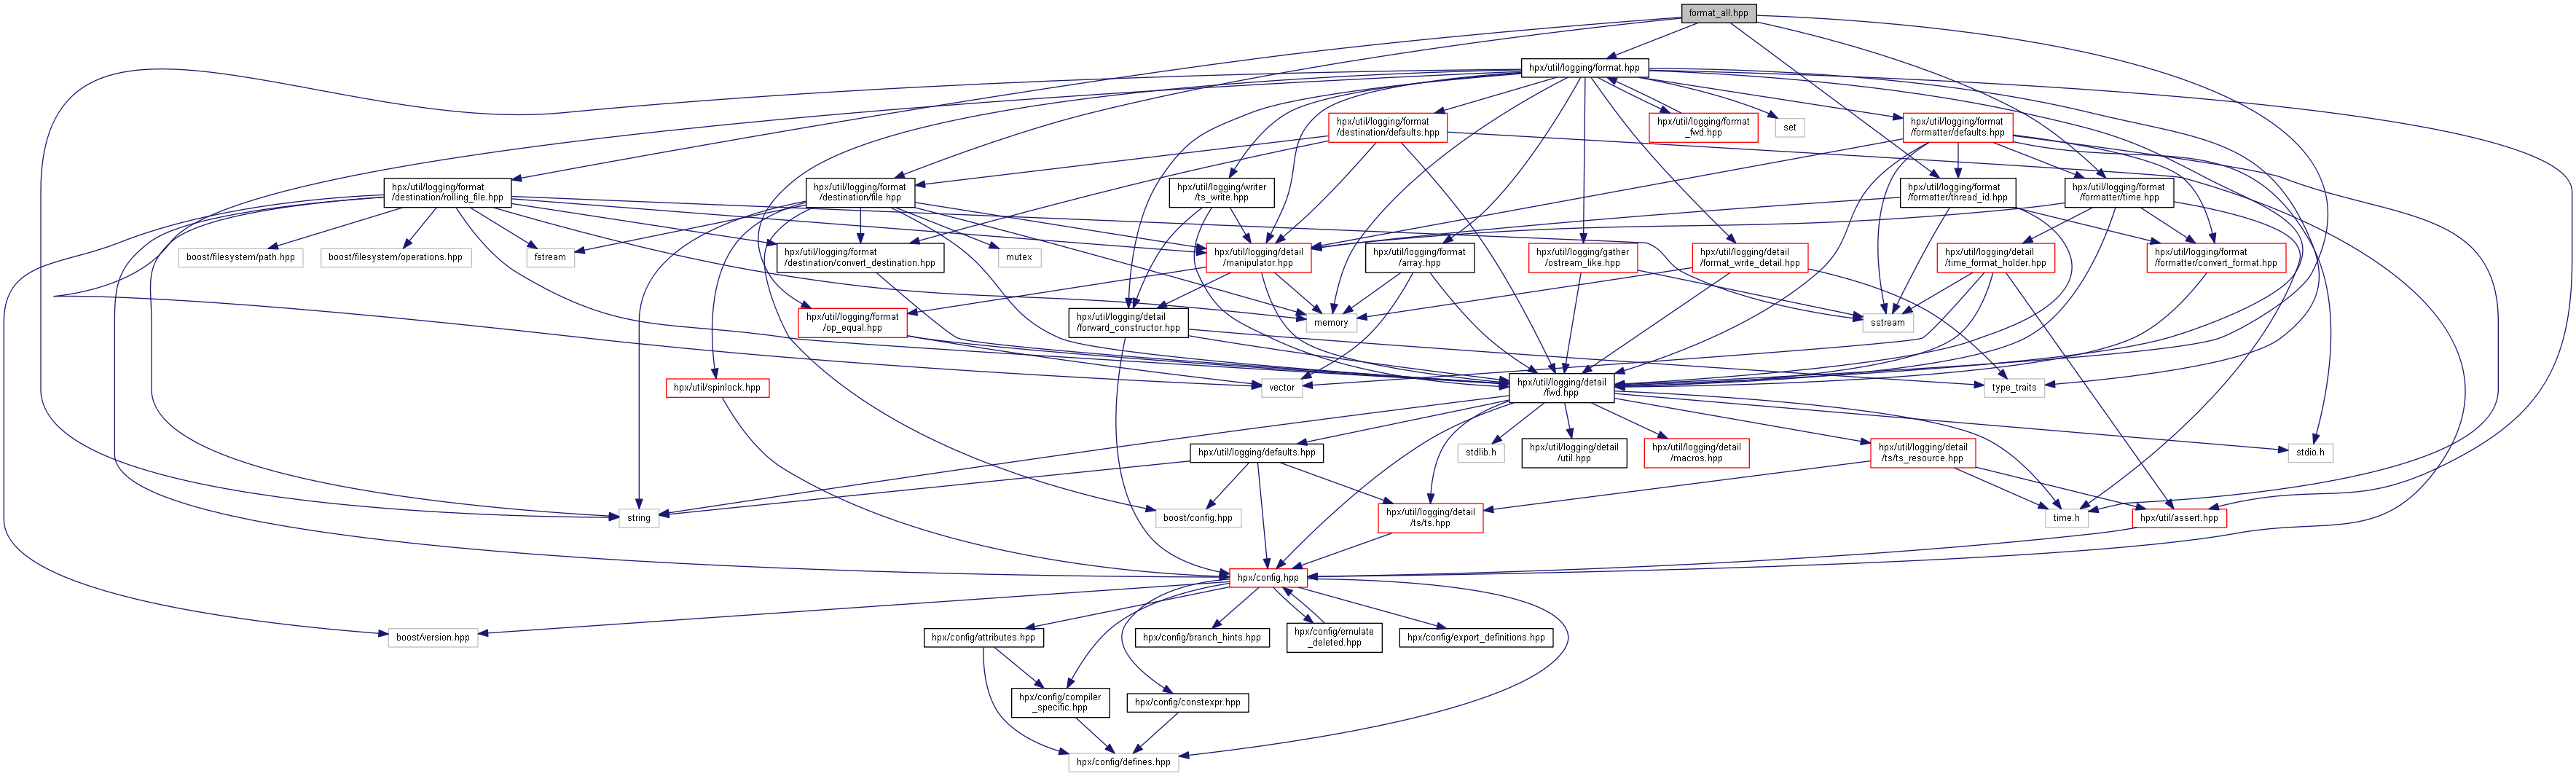 format_all.hpp
hpx/util/logging/format.hpp
hpx/util/logging/format
/destination/defaults.hpp
hpx/util/logging/format
_fwd.hpp
set
hpx/util/logging/format
/formatter/defaults.hpp
hpx/util/logging/format
/destination/rolling_file.hpp
hpx/util/logging/format
/destination/file.hpp
hpx/util/logging/writer
/ts_write.hpp
hpx/util/logging/format
/formatter/thread_id.hpp
hpx/util/logging/format
/formatter/time.hpp
boost/filesystem/path.hpp
boost/filesystem/operations.hpp
fstream
hpx/util/logging/format
/destination/convert_destination.hpp
mutex
hpx/util/logging/detail
/manipulator.hpp
hpx/util/logging/format
/array.hpp
hpx/util/logging/gather
/ostream_like.hpp
hpx/util/logging/detail
/format_write_detail.hpp
hpx/util/logging/detail
/time_format_holder.hpp
hpx/util/logging/format
/formatter/convert_format.hpp
hpx/util/logging/format
/op_equal.hpp
hpx/util/logging/detail
/forward_constructor.hpp
memory
sstream
hpx/util/spinlock.hpp
vector
hpx/util/logging/detail
/fwd.hpp
type_traits
hpx/util/logging/defaults.hpp
stdlib.h
hpx/util/logging/detail
/util.hpp
hpx/util/logging/detail
/macros.hpp
hpx/util/logging/detail
/ts/ts_resource.hpp
stdio.h
string
boost/config.hpp
hpx/util/logging/detail
/ts/ts.hpp
time.h
hpx/util/assert.hpp
hpx/config.hpp
boost/version.hpp
hpx/config/attributes.hpp
hpx/config/branch_hints.hpp
hpx/config/emulate
_deleted.hpp
hpx/config/export_definitions.hpp
hpx/config/compiler
_specific.hpp
hpx/config/constexpr.hpp
hpx/config/defines.hpp